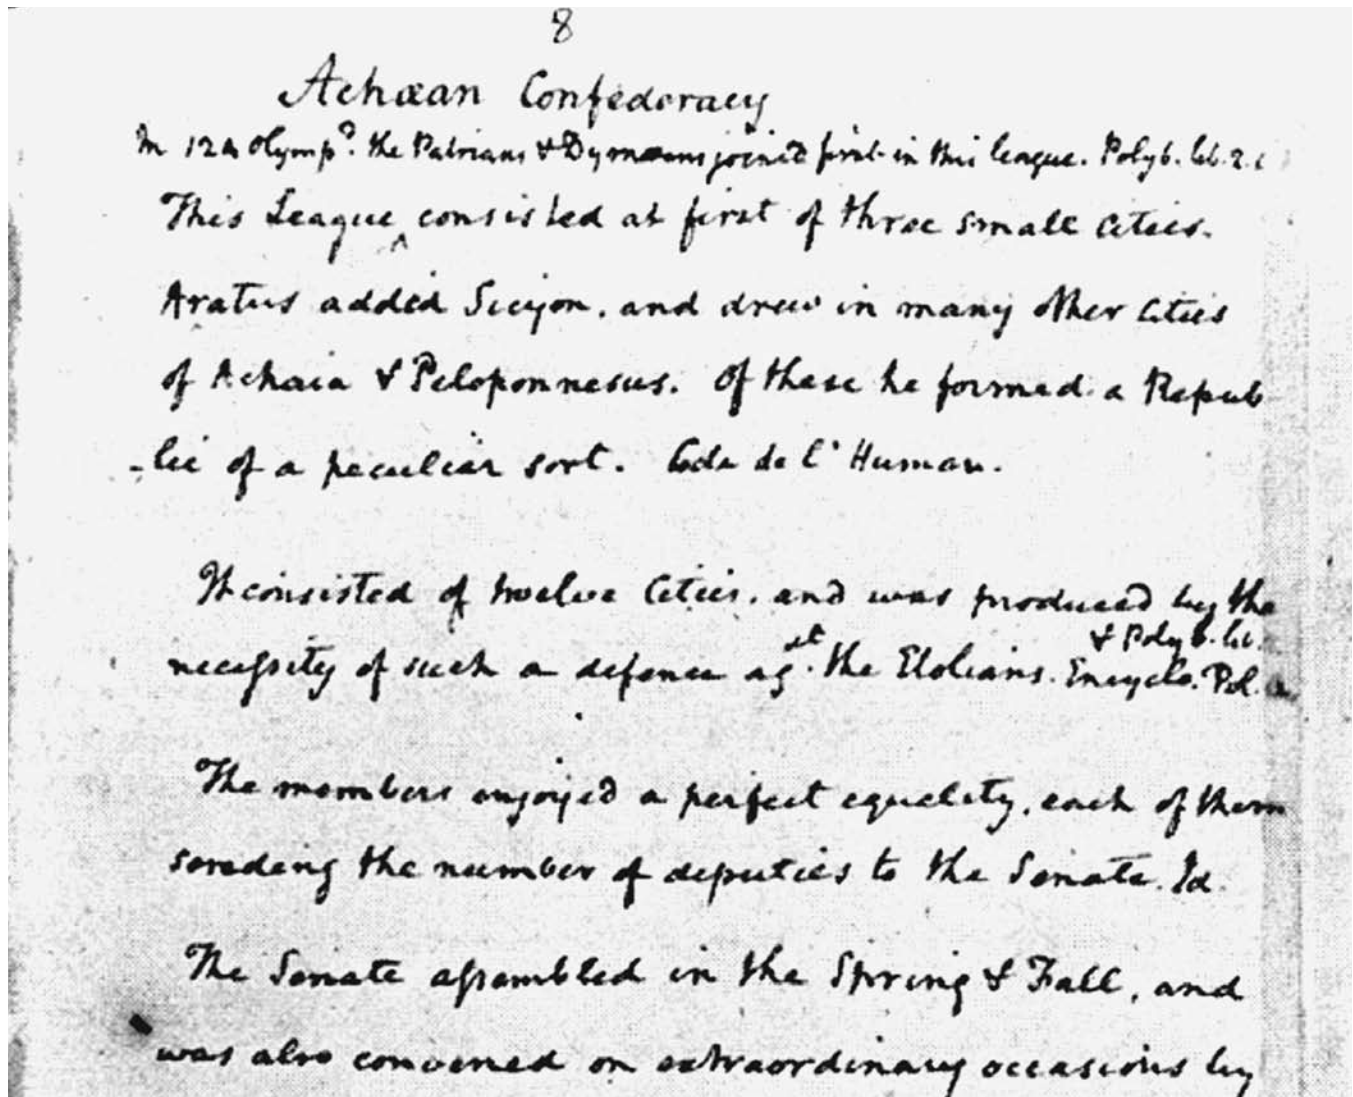 8
Achæan Confederacy
In 124 Olympd. the Patrians & Dymæans joined first in this league. Polyb. lib. 2. c
This League ^ consisted at first of three small Cities.
Aratus added Sicyon, and drew in many other Cities
of Achaia & Peloponnesus. Of these he formed a Repub
-lic of a peculiar sort. Code de l'Human.
It consisted of twelve Cities, and was produced by the
& Polyb. lib.
necessity of such a defence agst. the Etolians. Encyclo. Pol. a
The members enjoyed a perfect equality, each of them
sending the number of deputies to the Senate. Id.
The Senate assembled in the Spring & Fall, and
was also convened on extraordinary occasions by